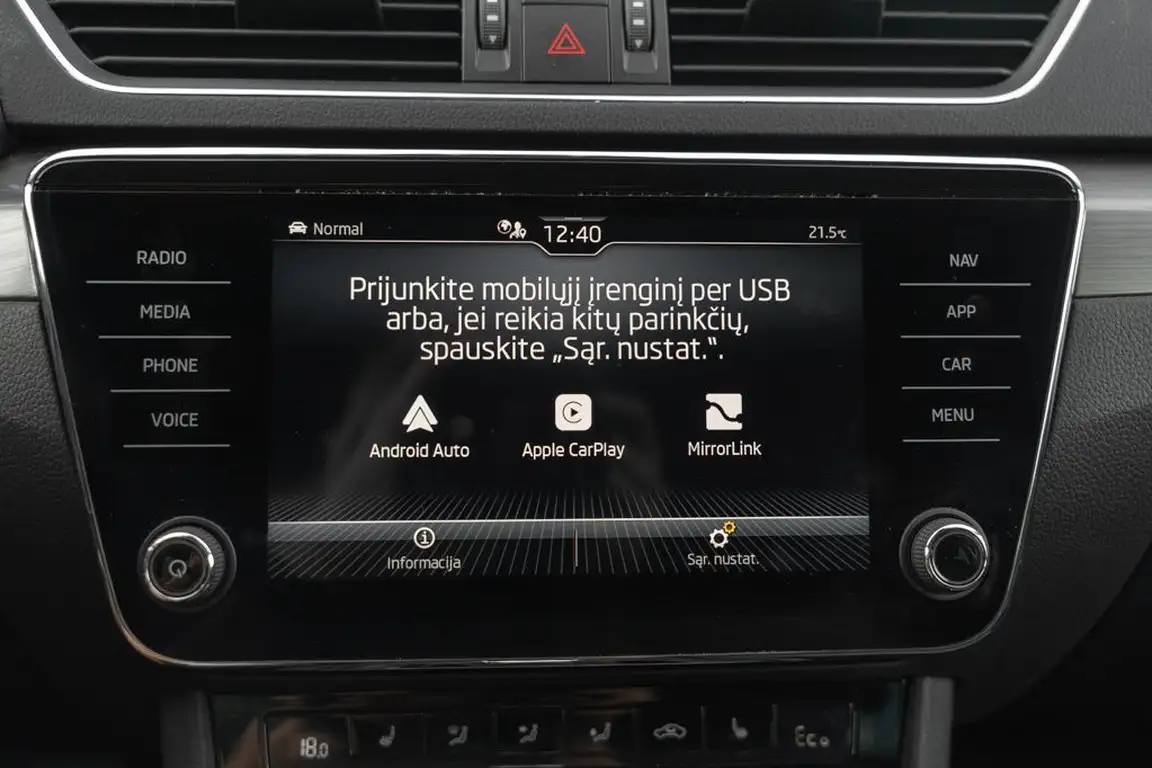 Normal
12:40
21.5°C
RADIO
MEDIA
PHONE
VOICE
Prijunkite mobilųjį įrenginį per USB
arba, jei reikia kitų parinkčių,
spauskite „Sąr. nustat.“.
Android Auto
Apple CarPlay
MirrorLink
Informacija
Sąr. nustat.
NAV
APP
CAR
MENU
18.0
Eco